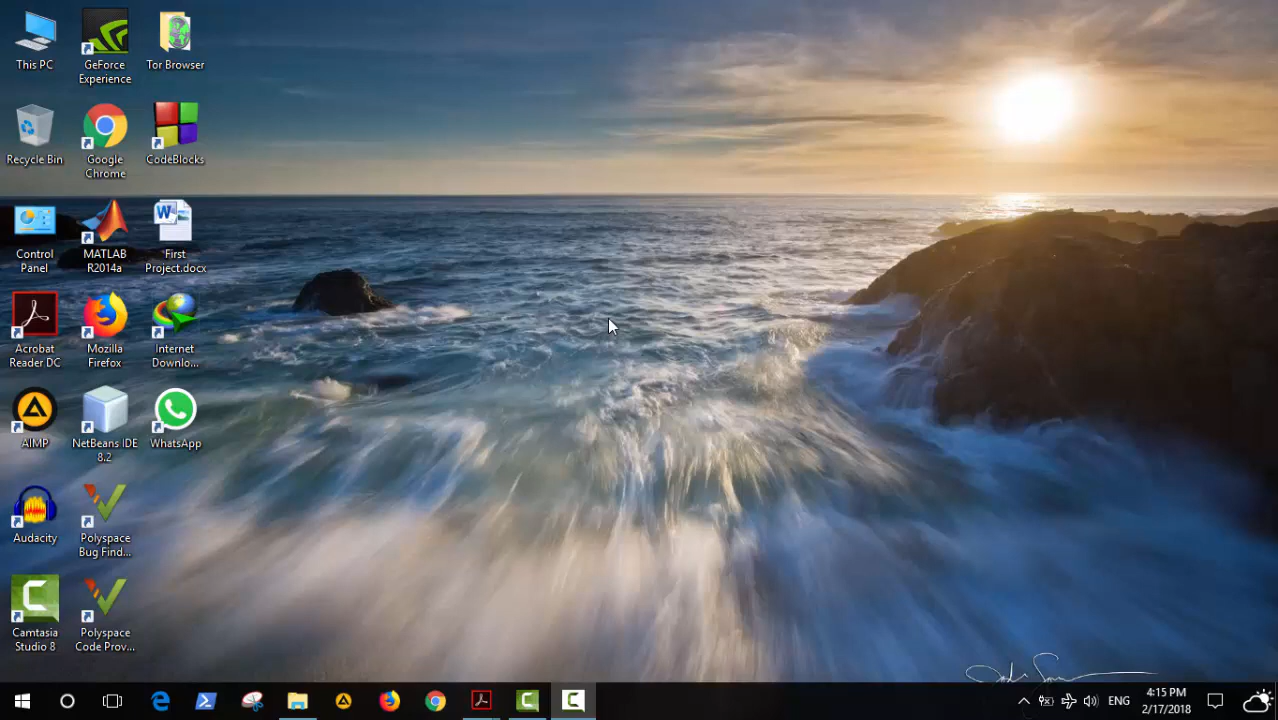 This PC
GeForce
Experience
Tor Browser
Recycle Bin
Google
Chrome
CodeBlocks
Control
Panel
MATLAB
R2014a
First
Project.docx
Acrobat
Reader DC
Mozilla
Firefox
Internet
Downlo...
AIMP
NetBeans IDE
8.2
WhatsApp
Audacity
Polyspace
Bug Find...
Camtasia
Studio 8
Polyspace
Code Prov...
ENG
4:15 PM
2/17/2018